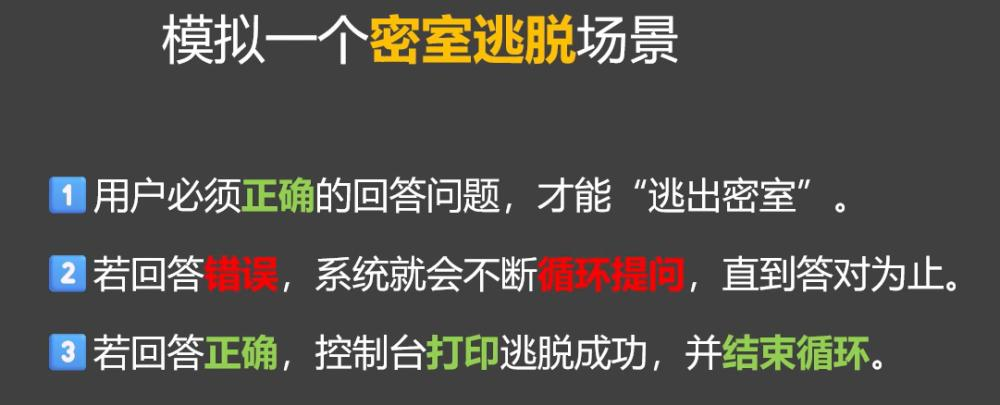 模拟一个密室逃脱场景
1 用户必须正确的回答问题，才能“逃出密室”。
2 若回答错误，系统就会不断循环提问，直到答对为止。
3 若回答正确，控制台打印逃脱成功，并结束循环。